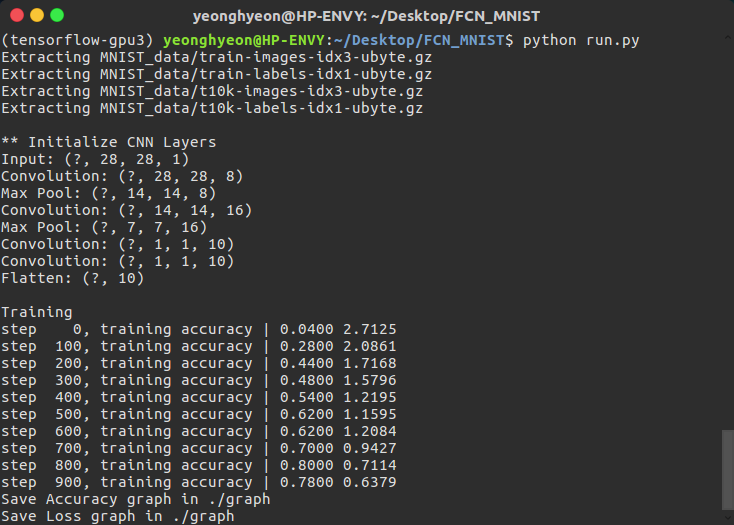 yeonghyeon@HP-ENVY: ~/Desktop/FCN_MNIST
(tensorflow-gpu3) yeonghyeon@HP-ENVY:~/Desktop/FCN_MNIST$ python run.py
Extracting MNIST_data/train-images-idx3-ubyte.gz
Extracting MNIST_data/train-labels-idx1-ubyte.gz
Extracting MNIST_data/t10k-images-idx3-ubyte.gz
Extracting MNIST_data/t10k-labels-idx1-ubyte.gz

** Initialize CNN Layers
Input: (?, 28, 28, 1)
Convolution: (?, 28, 28, 8)
Max Pool: (?, 14, 14, 8)
Convolution: (?, 14, 14, 16)
Max Pool: (?, 7, 7, 16)
Convolution: (?, 1, 1, 10)
Convolution: (?, 1, 1, 10)
Flatten: (?, 10)

Training
step    0, training accuracy | 0.0400 2.7125
step  100, training accuracy | 0.2800 2.0861
step  200, training accuracy | 0.4400 1.7168
step  300, training accuracy | 0.4800 1.5796
step  400, training accuracy | 0.5400 1.2195
step  500, training accuracy | 0.6200 1.1595
step  600, training accuracy | 0.6200 1.2084
step  700, training accuracy | 0.7000 0.9427
step  800, training accuracy | 0.8000 0.7114
step  900, training accuracy | 0.7800 0.6379
Save Accuracy graph in ./graph
Save Loss graph in ./graph